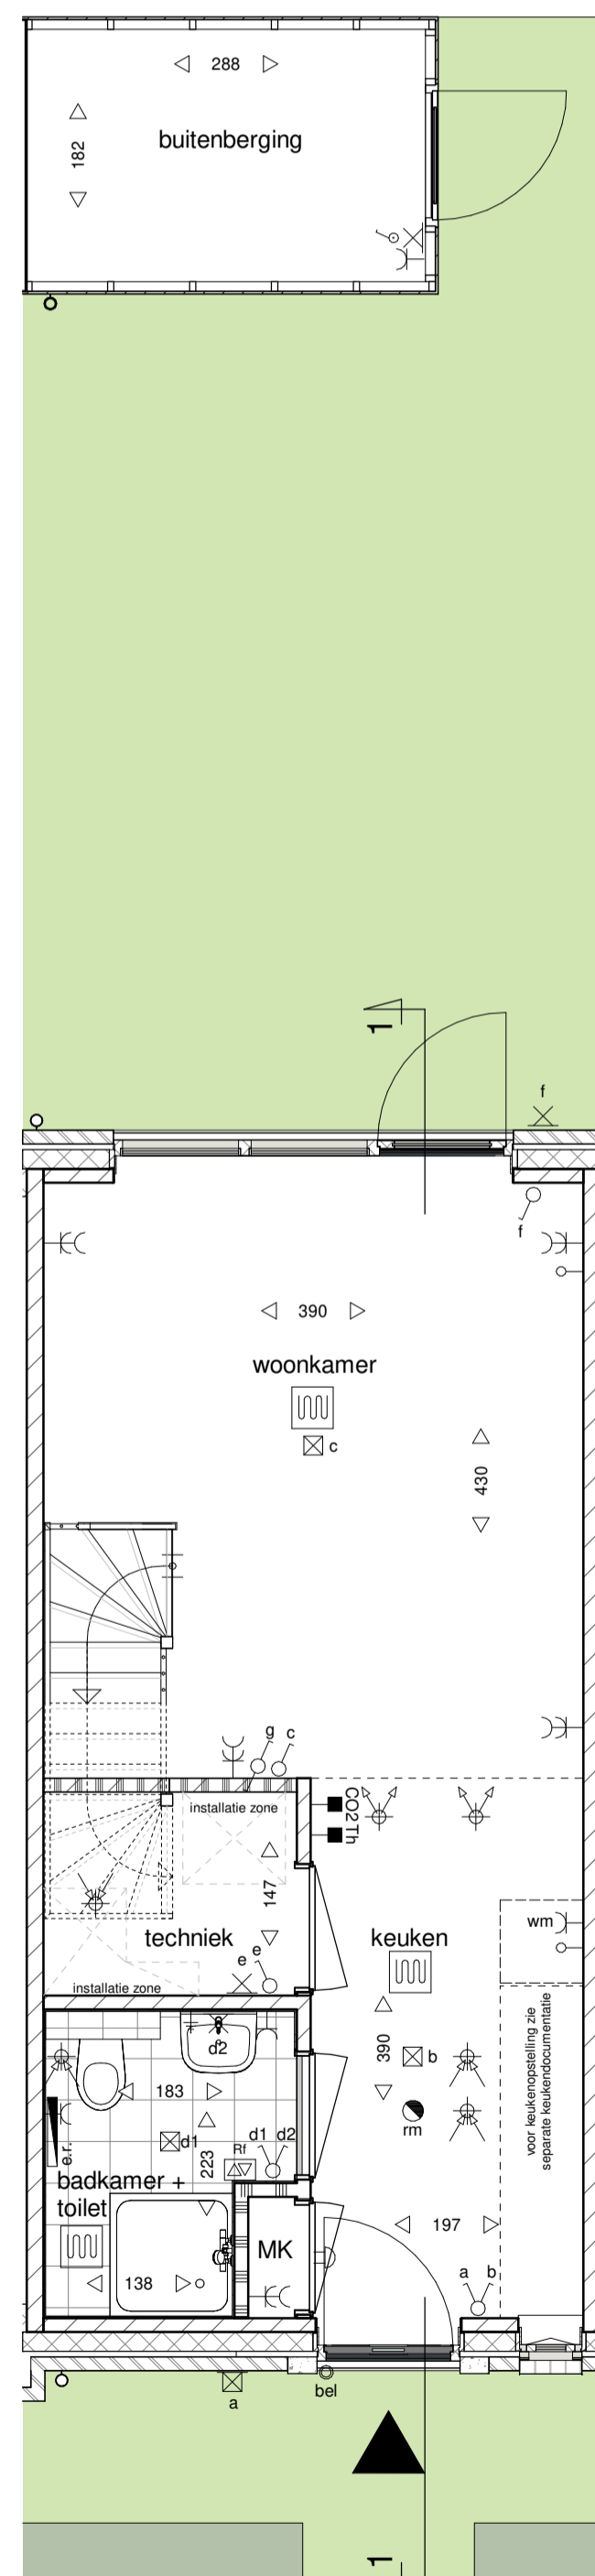 288
182
buitenberging
1
f
f
390
woonkamer
c
430
g c
installatie zone
CO2
Th
147
techniek
keuken
wm
e e
installatie zone
d2
390
b
voor keukenopstelling zie
separate keukendocumentatie
183
rm
d1
d1 d2
Rf
223
e.r.
badkamer +
toilet
197
MK
138
a b
bel
a
1